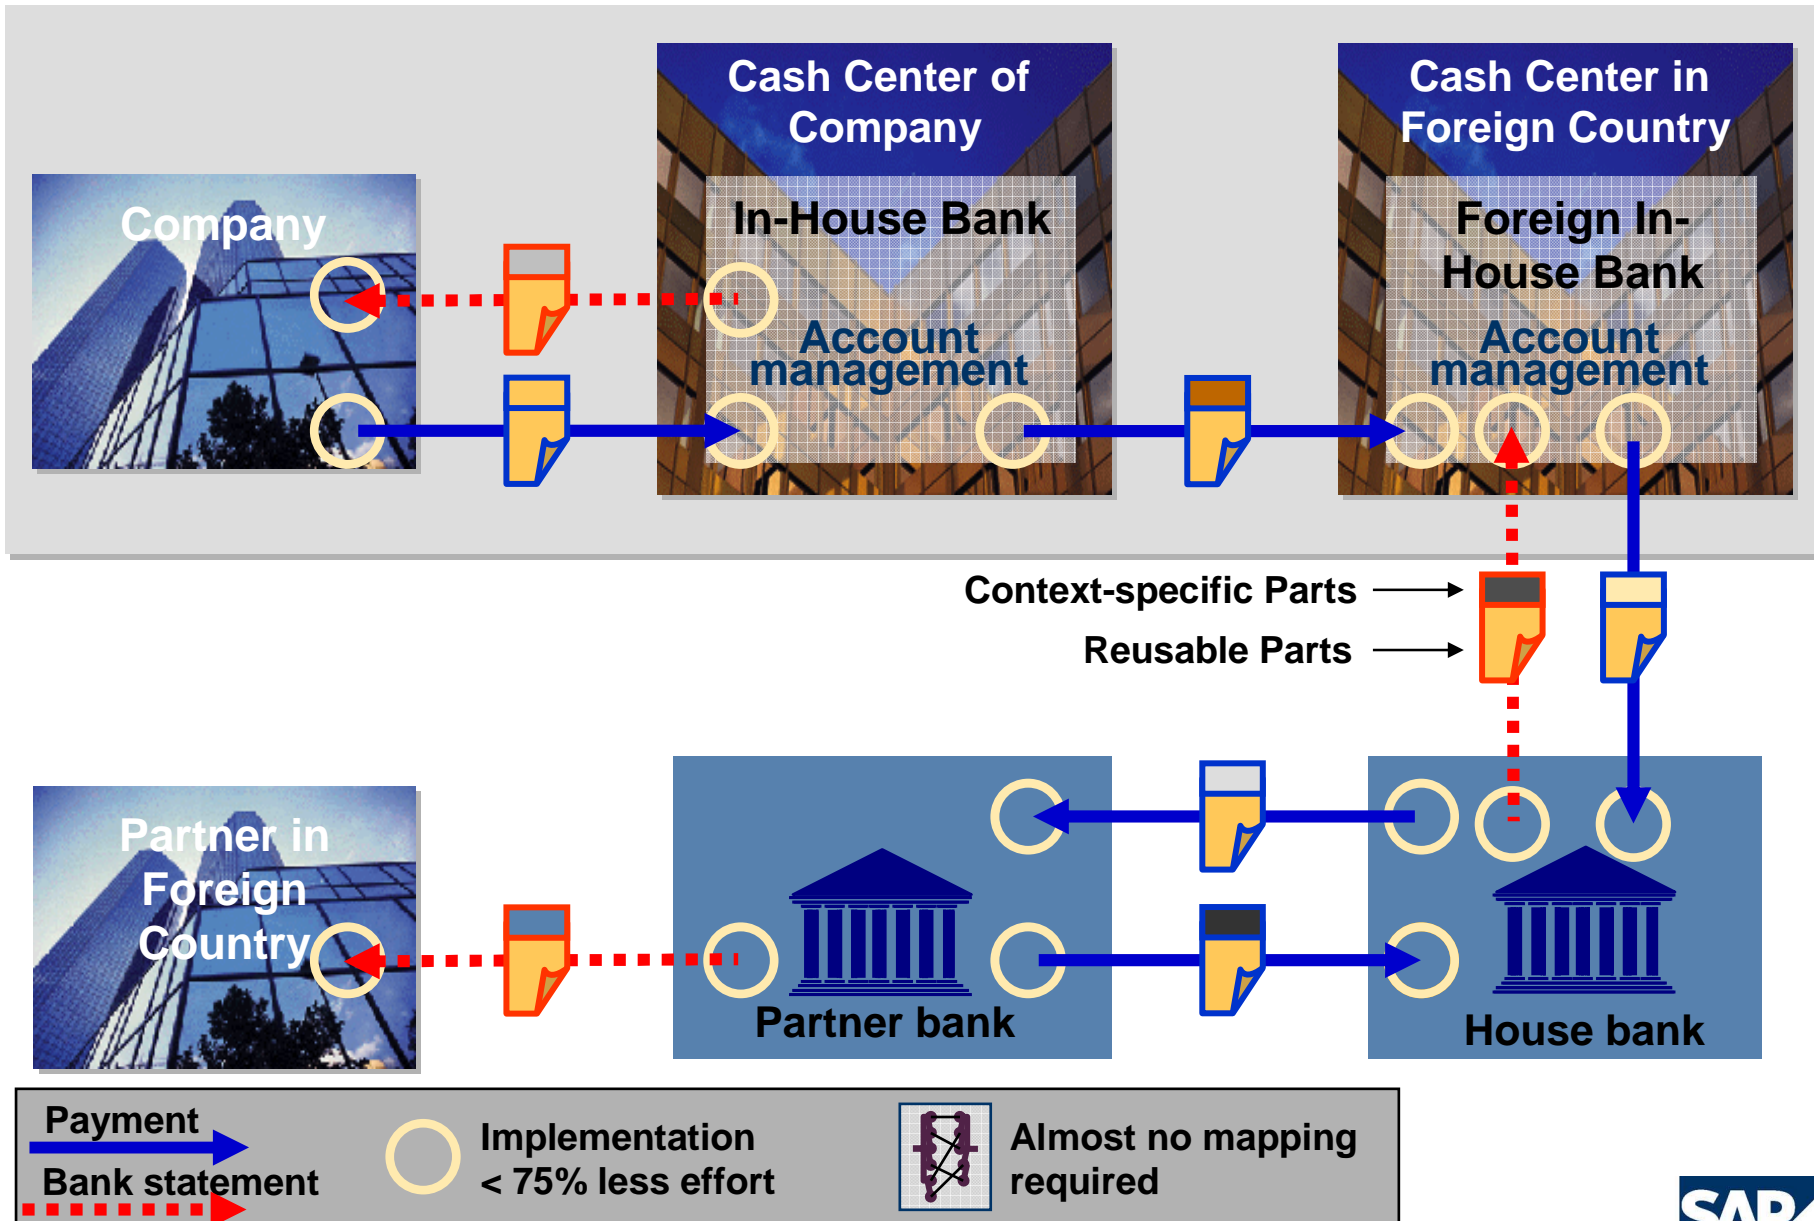 Cash Center of
Company
Cash Center in
Foreign Country
Company
In-House Bank
Foreign In-
House Bank
Account
management
Account
management
Context-specific Parts
Reusable Parts
Partner in
Foreign
Country
Partner bank
House bank
Payment
Bank statement
Implementation
< 75% less effort
Almost no mapping
required
SAP